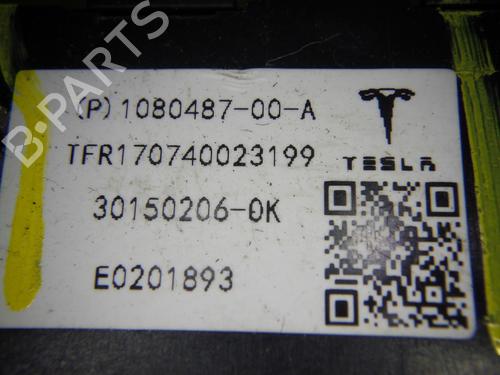 (P)1080487-00-A
TFR170740023199
TESLA
30150206-0K
E0201893
B-PARTS